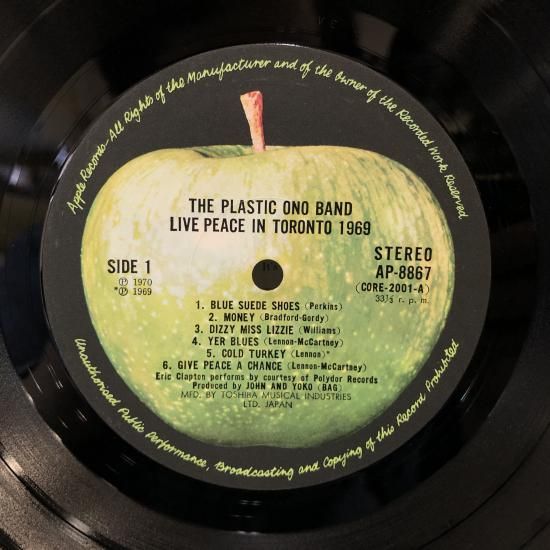 Apple Records—All Rights of the Manufacturer and of the Owner of the Recorded Work Reserved
THE PLASTIC ONO BAND
LIVE PEACE IN TORONTO 1969
SIDE 1
Ⓟ 1970
*Ⓟ 1969
STEREO
AP-8867
(CORE-2001-A)
33⅓ r. p. m.
1. BLUE SUEDE SHOES (Perkins)
2. MONEY (Bradford-Gordy)
3. DIZZY MISS LIZZIE (Williams)
4. YER BLUES (Lennon-McCartney)
5. COLD TURKEY (Lennon)*
6. GIVE PEACE A CHANCE (Lennon-McCartney)
Eric Clapton performs by courtesy of Polydor Records
Produced by JOHN AND YOKO (BAG)
MFD. BY TOSHIBA MUSICAL INDUSTRIES
LTD. JAPAN
Unauthorised Public Performance, Broadcasting and Copying of this Record Prohibited